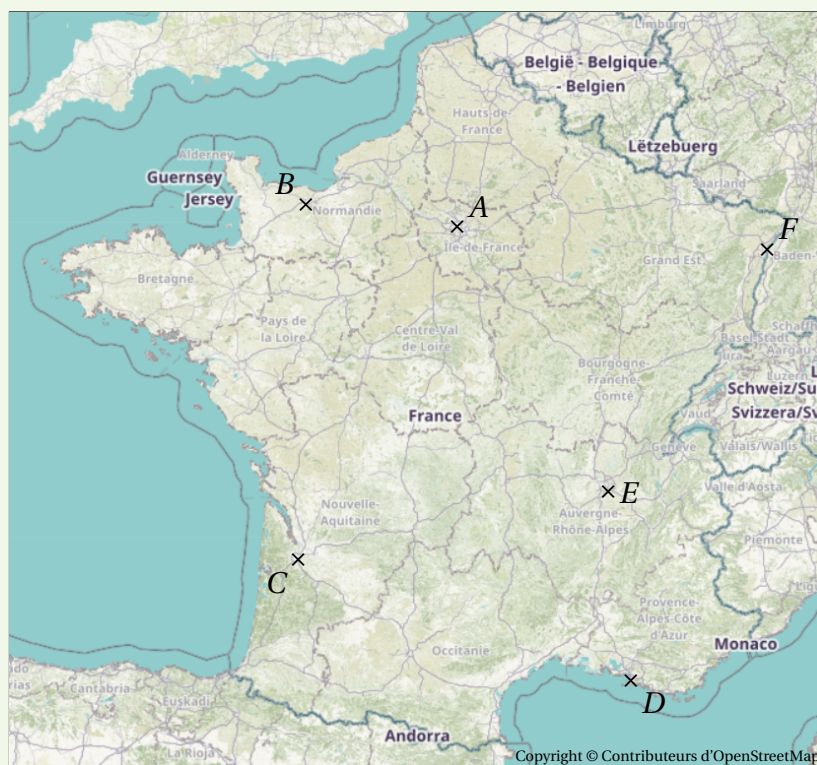 Limburg
België - Belgique
- Belgien
Hauts-de-
France
Lëtzebuerg
Alderney
Guernsey
Jersey
Saarland
B
A
Normandie
F
Île-de-France
Grand Est
Baden-
Bretagne
Pays de
la Loire
Centre-Val
de Loire
Basel-Stadt
Jura
Aargau
Luzern
Bourgogne-
Franche-
Comté
Schweiz/Su
Svizzera/Sv
France
Vaud
Genève
Valais/Wallis
Valle d'Aosta
E
Nouvelle-
Aquitaine
Auvergne-
Rhône-Alpes
Piemonte
C
Provence-
Alpes-Côte
d'Azur
Monaco
Occitanie
D
Cantabria
Euskadi
La Rioja
Andorra
Copyright © Contributeurs d'OpenStreetMap